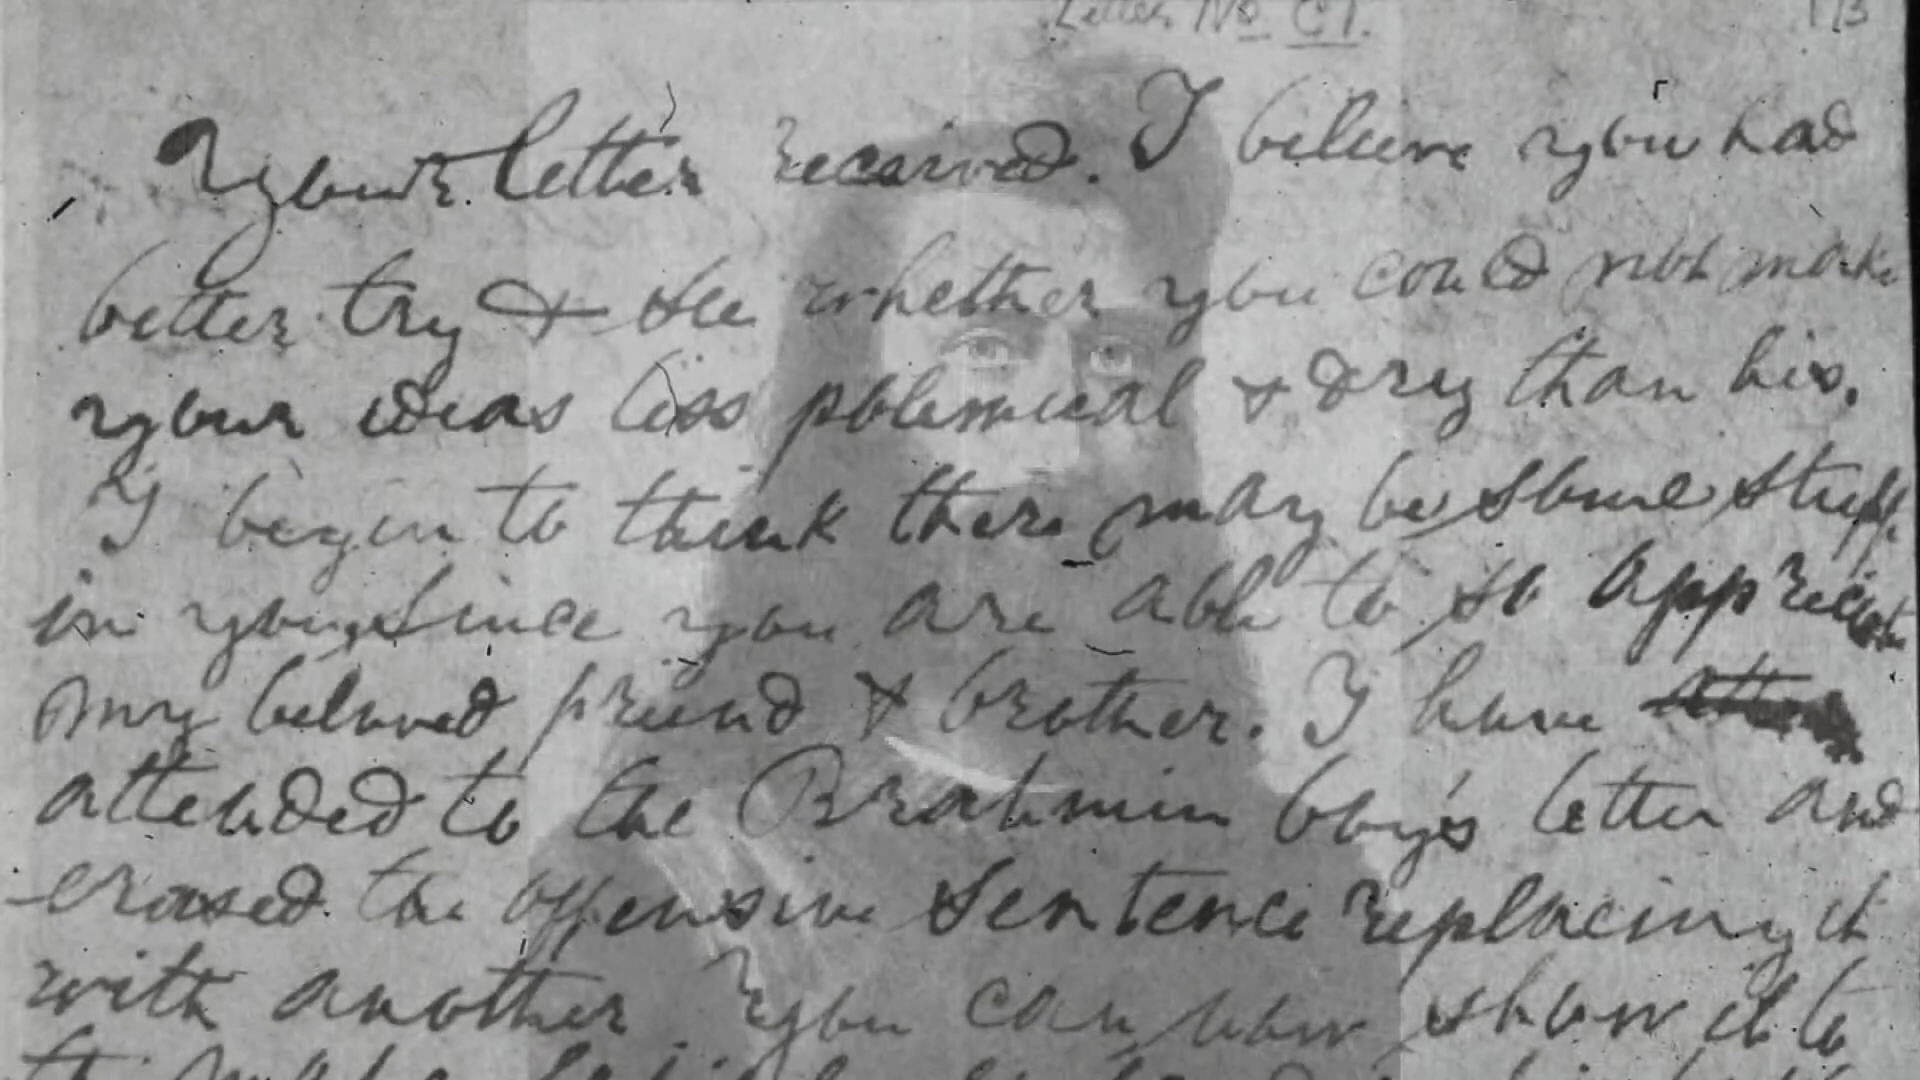 Letter No CI.
173
Your letter received. I believe you had
better try & see whether you could not make
your ideas less polemical & dry than his.
I begin to think there may be some stuff
in you, since you are able to so appreciate
my beloved friend & brother. I have
attended to the Brahmin boy's letter and
erased the offensive sentence replacing it
with another. You can now show it to